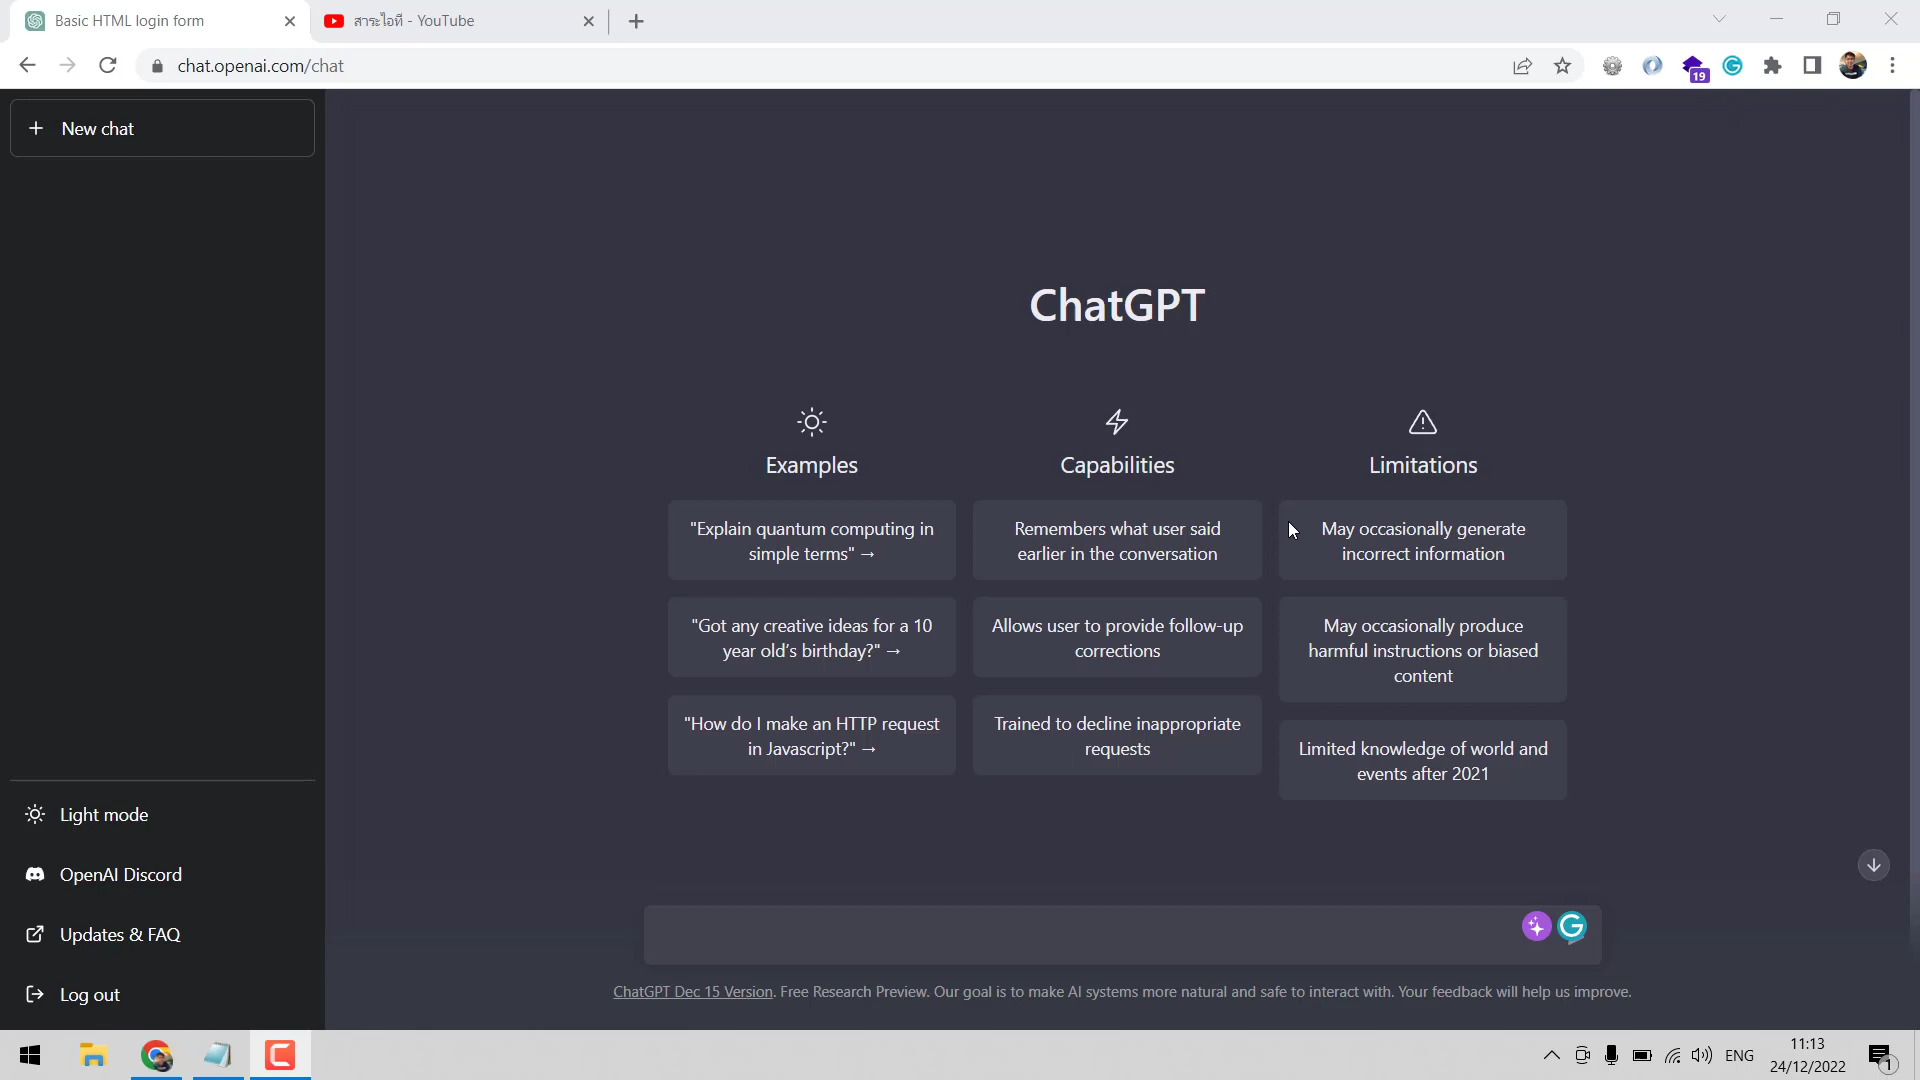 Basic HTML login form
สาระไอที - YouTube
chat.openai.com/chat
19
New chat
ChatGPT
Examples
Capabilities
Limitations
"Explain quantum computing in
simple terms" →
Remembers what user said
earlier in the conversation
May occasionally generate
incorrect information
"Got any creative ideas for a 10
year old's birthday?" →
Allows user to provide follow-up
corrections
May occasionally produce
harmful instructions or biased
content
"How do I make an HTTP request
in Javascript?" →
Trained to decline inappropriate
requests
Limited knowledge of world and
events after 2021
Light mode
OpenAI Discord
Updates & FAQ
Log out
ChatGPT Dec 15 Version. Free Research Preview. Our goal is to make AI systems more natural and safe to interact with. Your feedback will help us improve.
ENG
11:13
24/12/2022
1